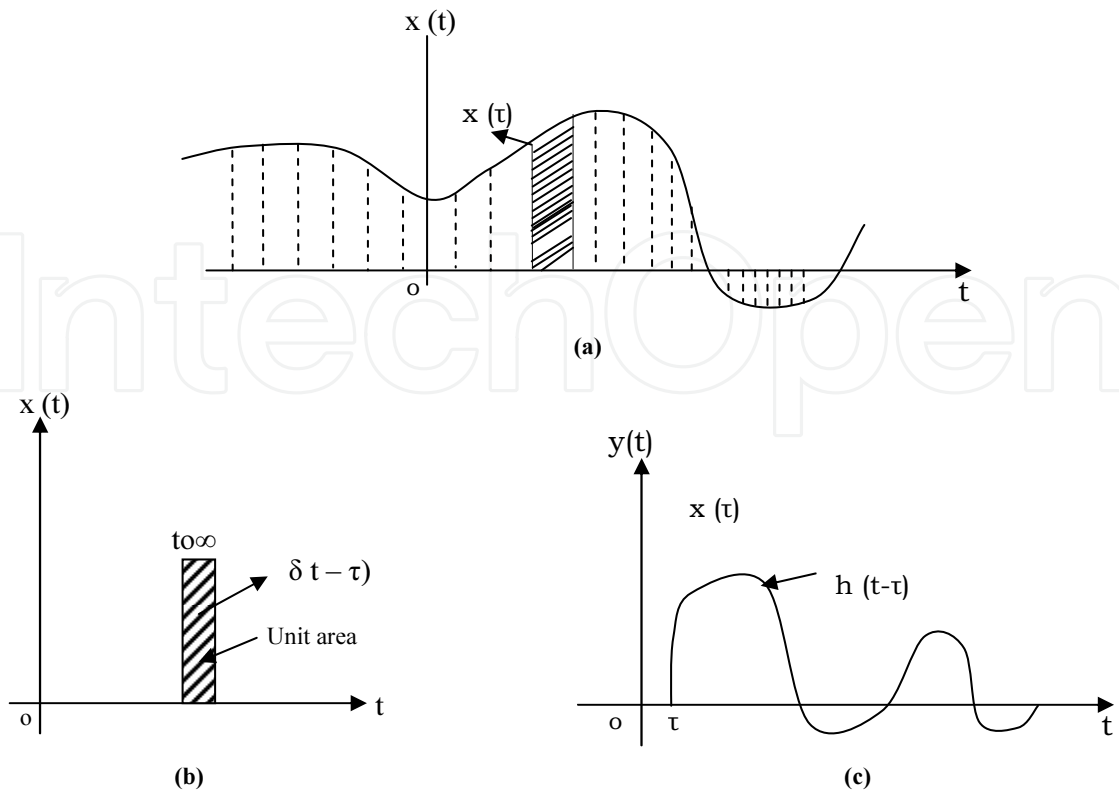 x (t)
x (τ)
o
t
(a)
IntechOpen
x (t)
to∞
δ t – τ)
Unit area
o
t
(b)
y(t)
x (τ)
h (t-τ)
o
τ
t
(c)